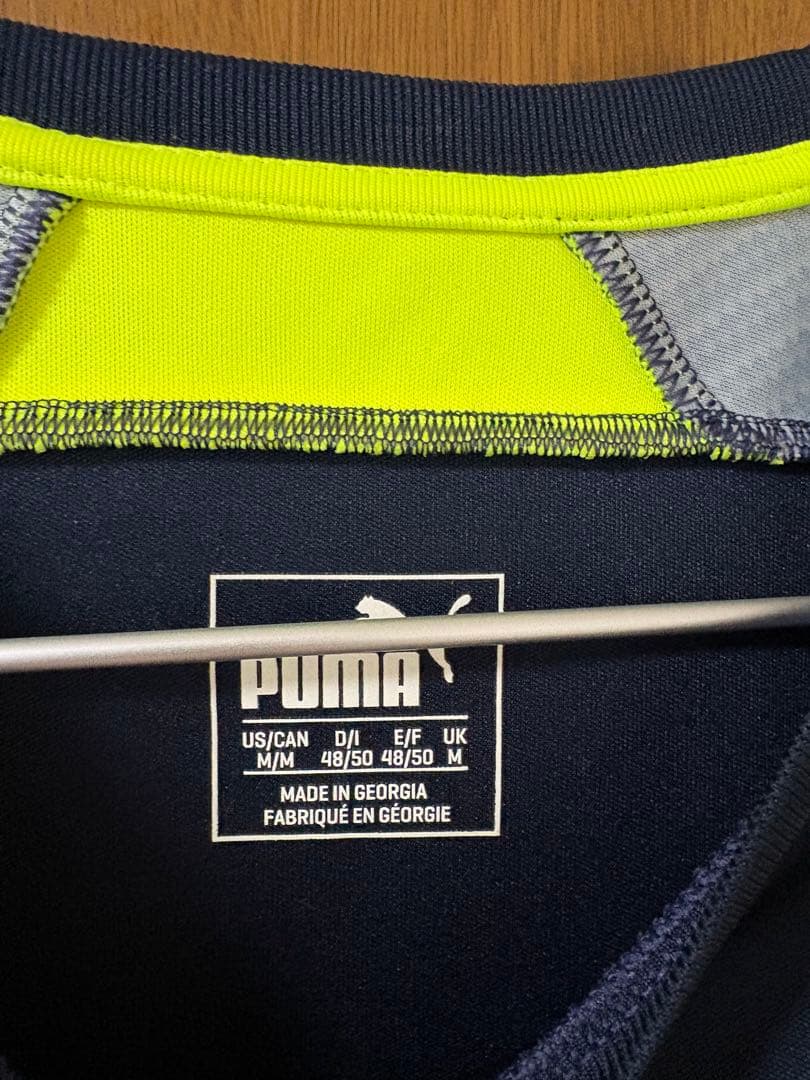 PUMA
US/CAN D/I E/F UK
M/M 48/50 48/50 M
MADE IN GEORGIA
FABRIQUÉ EN GÉORGIE